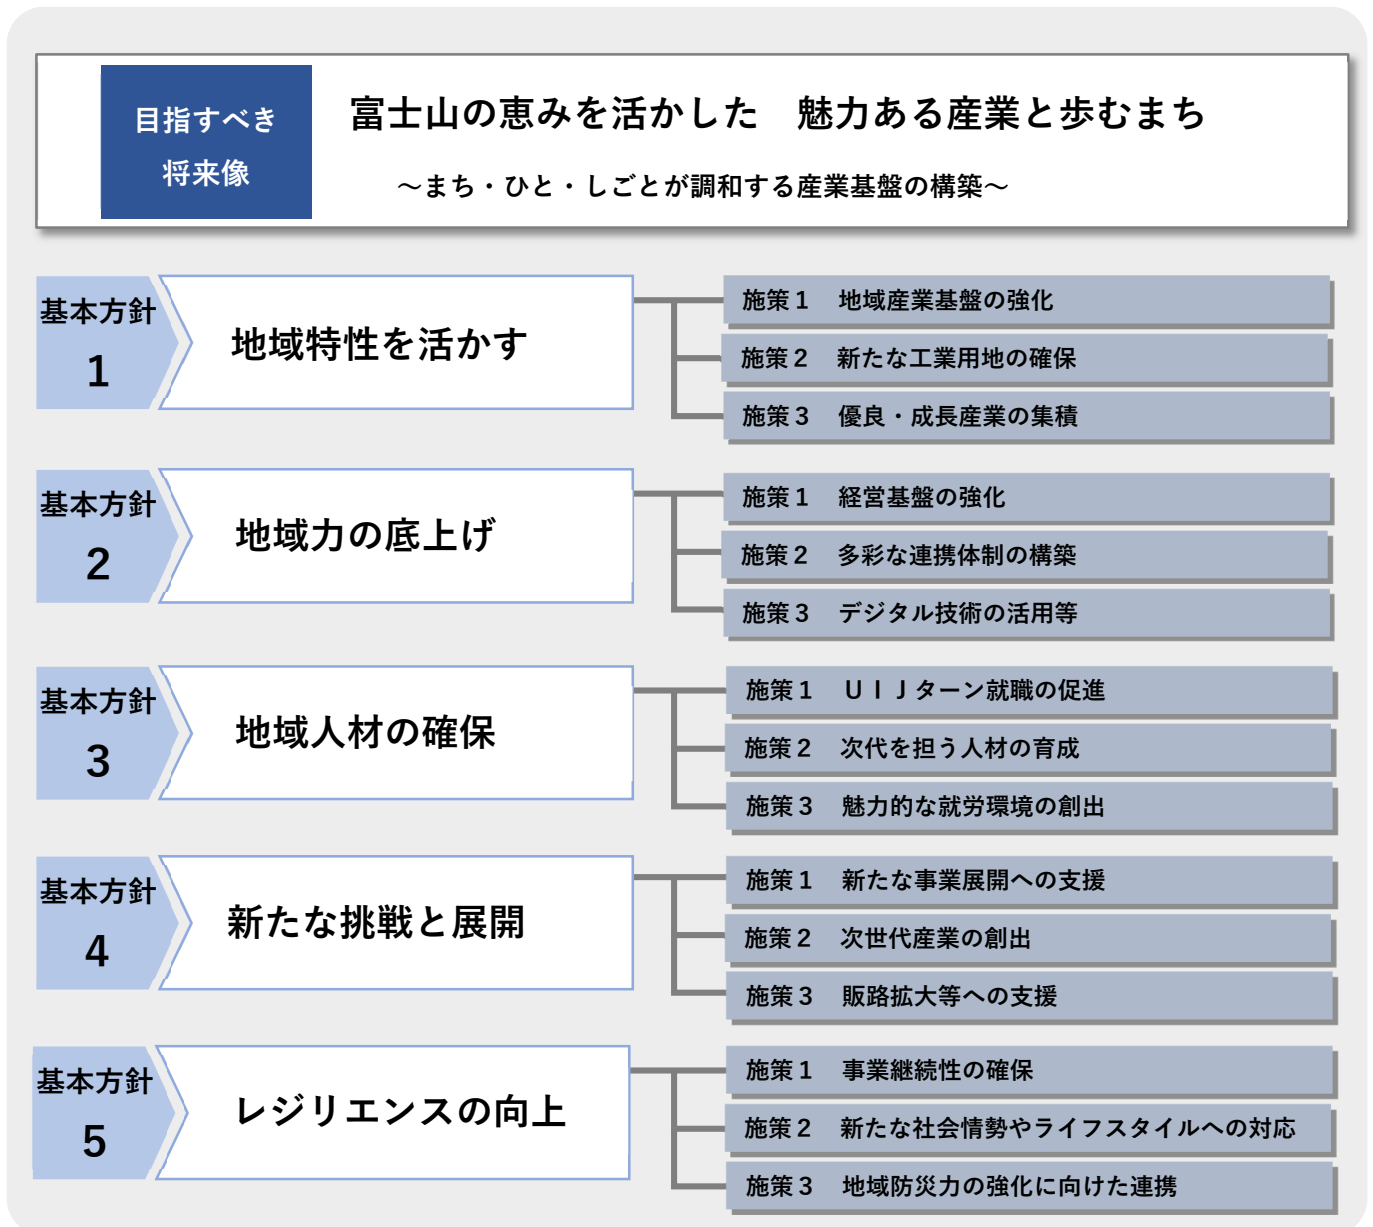 目指すべき
将来像
富士山の恵みを活かした　魅力ある産業と歩むまち
～まち・ひと・しごとが調和する産業基盤の構築～
基本方針
1
地域特性を活かす
施策１　地域産業基盤の強化
施策２　新たな工業用地の確保
施策３　優良・成長産業の集積
基本方針
2
地域力の底上げ
施策１　経営基盤の強化
施策２　多彩な連携体制の構築
施策３　デジタル技術の活用等
基本方針
3
地域人材の確保
施策１　ＵＩＪターン就職の促進
施策２　次代を担う人材の育成
施策３　魅力的な就労環境の創出
基本方針
4
新たな挑戦と展開
施策１　新たな事業展開への支援
施策２　次世代産業の創出
施策３　販路拡大等への支援
基本方針
5
レジリエンスの向上
施策１　事業継続性の確保
施策２　新たな社会情勢やライフスタイルへの対応
施策３　地域防災力の強化に向けた連携